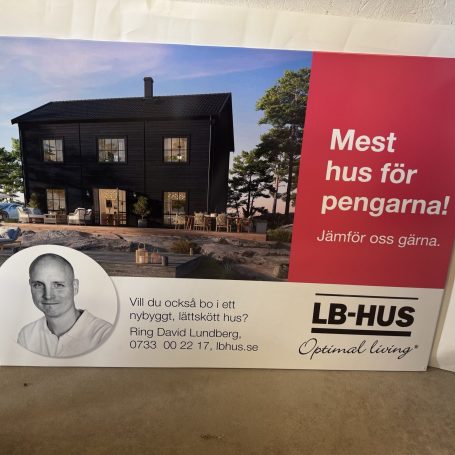 Mest
hus för
pengarna!
Jämför oss gärna.
Vill du också bo i ett
nybyggt, lättskött hus?
Ring David Lundberg,
0733 00 22 17, lbhus.se
LB-HUS
Optimal living®